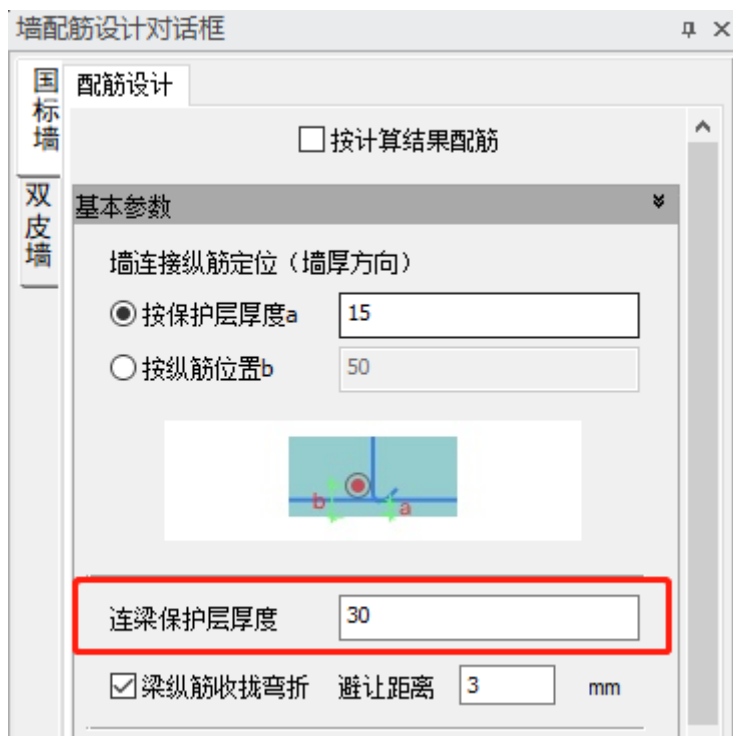 墙配筋设计对话框
国标墙
双皮墙
配筋设计
按计算结果配筋
基本参数
墙连接纵筋定位（墙厚方向）
按保护层厚度a 15
按纵筋位置b 50
b
a
连梁保护层厚度 30
梁纵筋收拢弯折 避让距离 3 mm